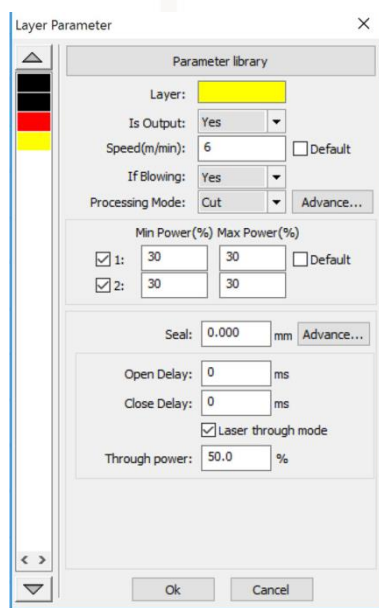 Layer Parameter
Parameter library
Layer:
Is Output: Yes
Speed(m/min): 6 Default
If Blowing: Yes
Processing Mode: Cut Advance...
Min Power(%) Max Power(%)
1: 30 30 Default
2: 30 30
Seal: 0.000 mm Advance...
Open Delay: 0 ms
Close Delay: 0 ms
Laser through mode
Through power: 50.0 %
Ok Cancel